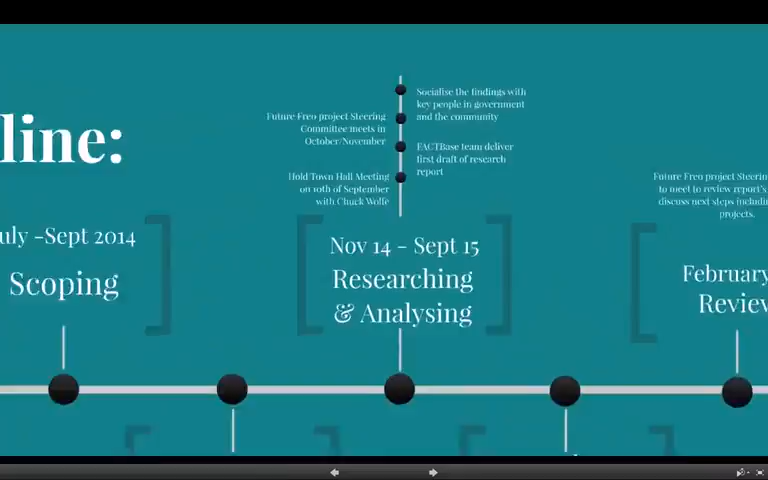 line:
July -Sept 2014
Scoping
Socialise the findings with
key people in government
and the community
Future Freo project Steering
Committee meets in
October/November
FACTBase team deliver
first draft of research
report
Hold Town Hall Meeting
on 10th of September
with Chuck Wolfe
Nov 14 - Sept 15
Researching
& Analysing
Future Freo project Steerin
to meet to review report's
discuss next steps includin
projects.
February
Review